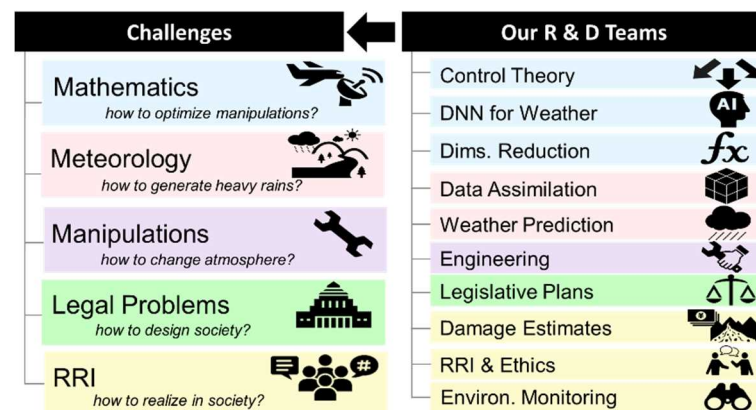 Challenges
Mathematics
how to optimize manipulations?
Meteorology
how to generate heavy rains?
Manipulations
how to change atmosphere?
Legal Problems
how to design society?
RRI
how to realize in society?
#
Our R & D Teams
Control Theory
DNN for Weather
AI
Dims. Reduction
fx
Data Assimilation
Weather Prediction
Engineering
Legislative Plans
Damage Estimates
¥
RRI & Ethics
Environ. Monitoring